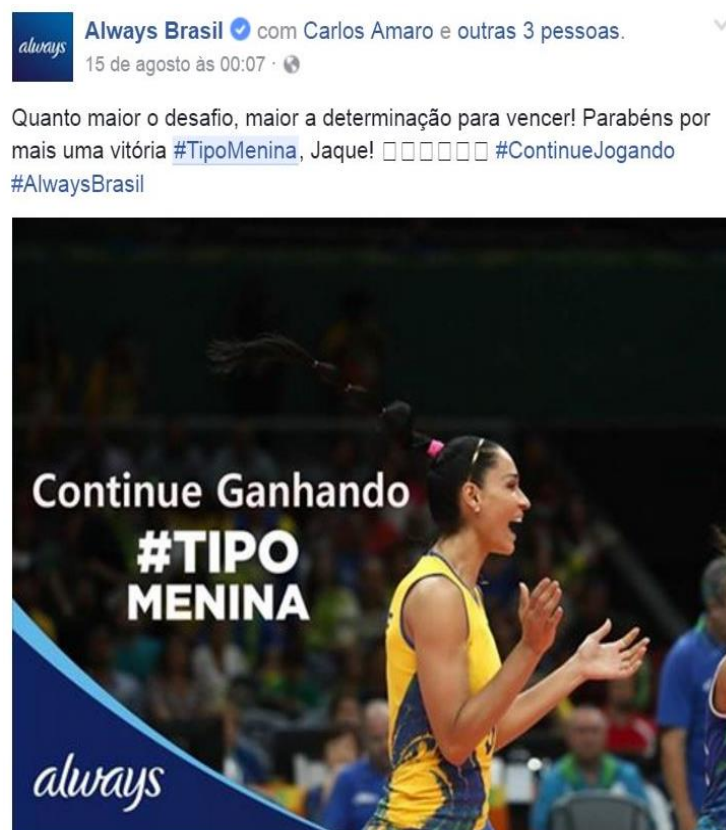 always
Always Brasil com Carlos Amaro e outras 3 pessoas.
15 de agosto às 00:07 ·
Quanto maior o desafio, maior a determinação para vencer! Parabéns por
mais uma vitória #TipoMenina, Jaque! □□□□□□ #ContinueJogando
#AlwaysBrasil
Continue Ganhando
#TIPO
MENINA
always